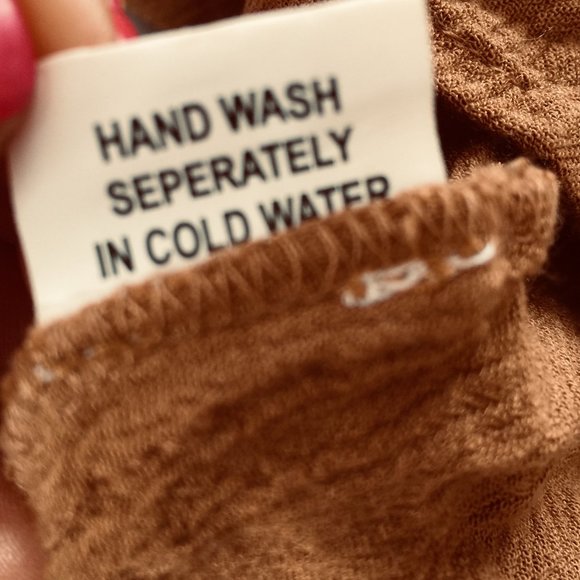 HAND WASH
SEPERATELY
IN COLD WATER